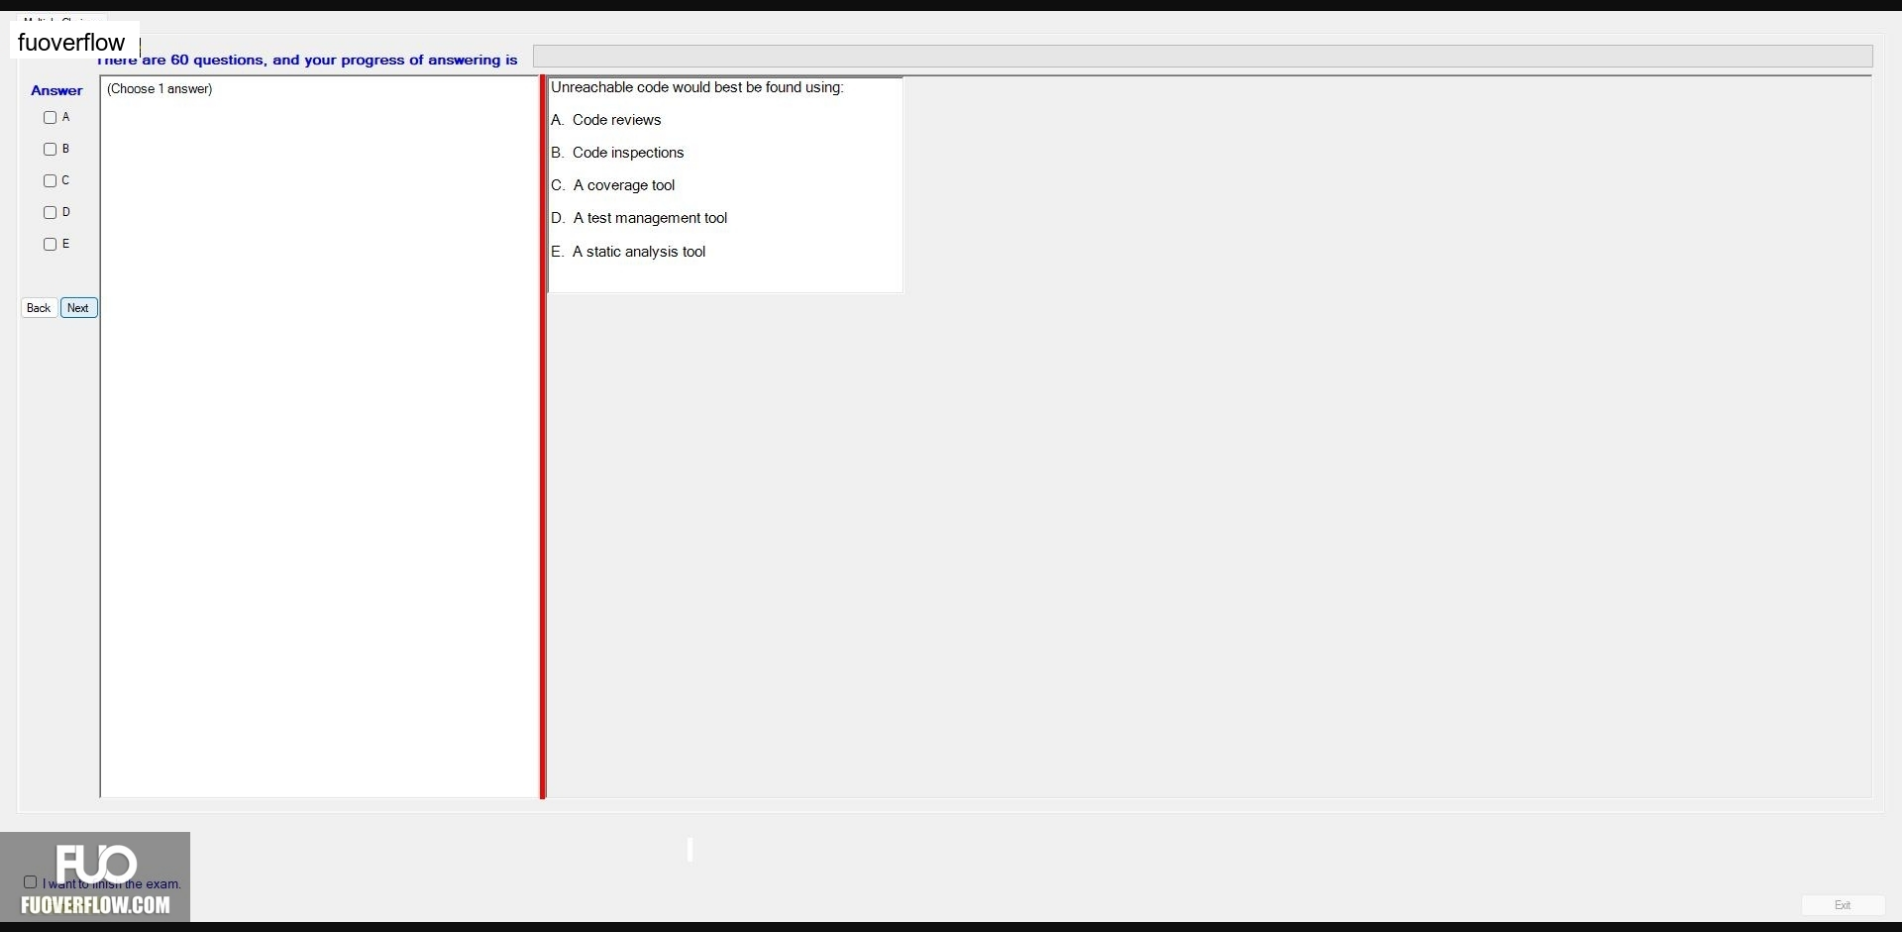 fuoverflow
There are 60 questions, and your progress of answering is
Answer
(Choose 1 answer)
A
B
C
D
E
Back
Next
Unreachable code would best be found using:
A. Code reviews
B. Code inspections
C. A coverage tool
D. A test management tool
E. A static analysis tool
FUO
I want to finish the exam.
FUOVERFLOW.COM
Exit